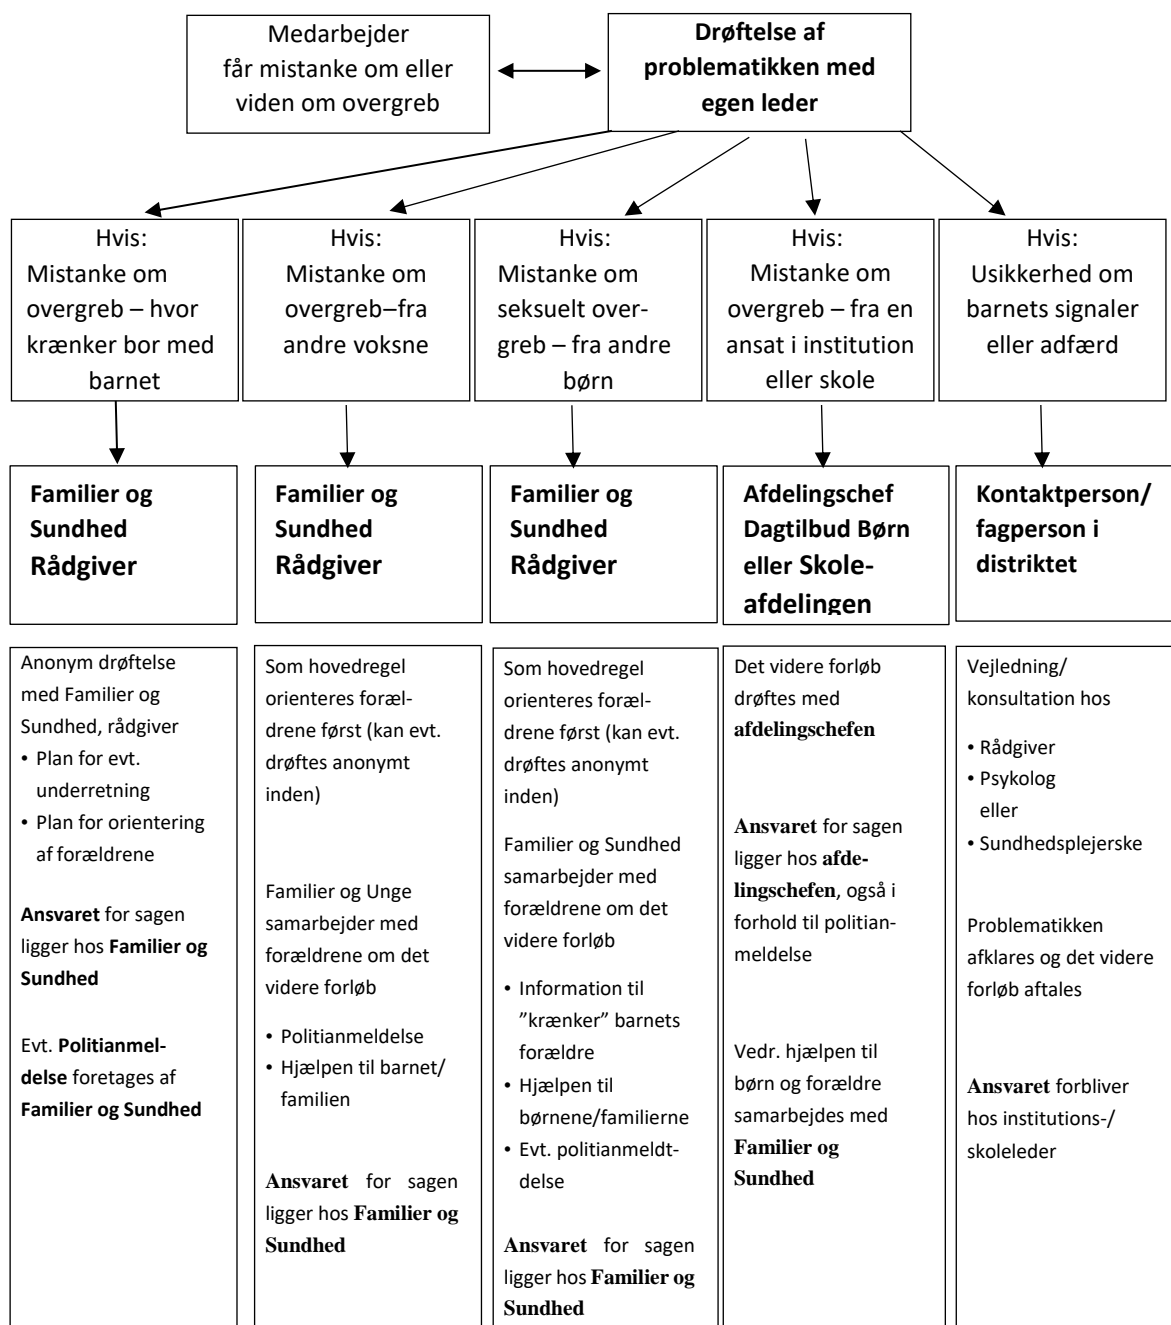 Medarbejder
får mistanke om eller
viden om overgreb
Drøftelse af
problematikken med
egen leder
Hvis:
Mistanke om
overgreb – hvor
krænker bor med
barnet
Hvis:
Mistanke om
overgreb–fra
andre voksne
Hvis:
Mistanke om
seksuelt over-
greb – fra andre
børn
Hvis:
Mistanke om
overgreb – fra en
ansat i institution
eller skole
Hvis:
Usikkerhed om
barnets signaler
eller adfærd
Familier og
Sundhed
Rådgiver
Familier og
Sundhed
Rådgiver
Familier og
Sundhed
Rådgiver
Afdelingschef
Dagtilbud Børn
eller Skole-
afdelingen
Kontaktperson/
fagperson i
distriktet
Anonym drøftelse
med Familier og
Sundhed, rådgiver
• Plan for evt.
underretning
• Plan for orientering
af forældrene
Ansvaret for sagen
ligger hos Familier og
Sundhed
Evt. Politianmel-
delse foretages af
Familier og Sundhed
Som hovedregel
orienteres foræl-
drene først (kan evt.
drøftes anonymt
inden)
Familier og Unge
samarbejder med
forældrene om det
videre forløb
• Politianmeldelse
• Hjælpen til barnet/
familien
Ansvaret for sagen
ligger hos Familier og
Sundhed
Som hovedregel
orienteres foræl-
drene først (kan evt.
drøftes anonymt
inden)
Familier og Sundhed
samarbejder med
forældrene om det
videre forløb
• Information til
”krænker” barnets
forældre
• Hjælpen til
børnene/familierne
• Evt. politianmeldt-
delse
Ansvaret for sagen
ligger hos Familier og
Sundhed
Det videre forløb
drøftes med
afdelingschefen
Ansvaret for sagen
ligger hos afde-
lingschefen, også i
forhold til politian-
meldelse
Vedr. hjælpen til
børn og forældre
samarbejdes med
Familier og
Sundhed
Vejledning/
konsultation hos
• Rådgiver
• Psykolog
eller
• Sundhedsplejerske
Problematikken
afklares og det videre
forløb aftales
Ansvaret forbliver
hos institutions-/
skoleleder